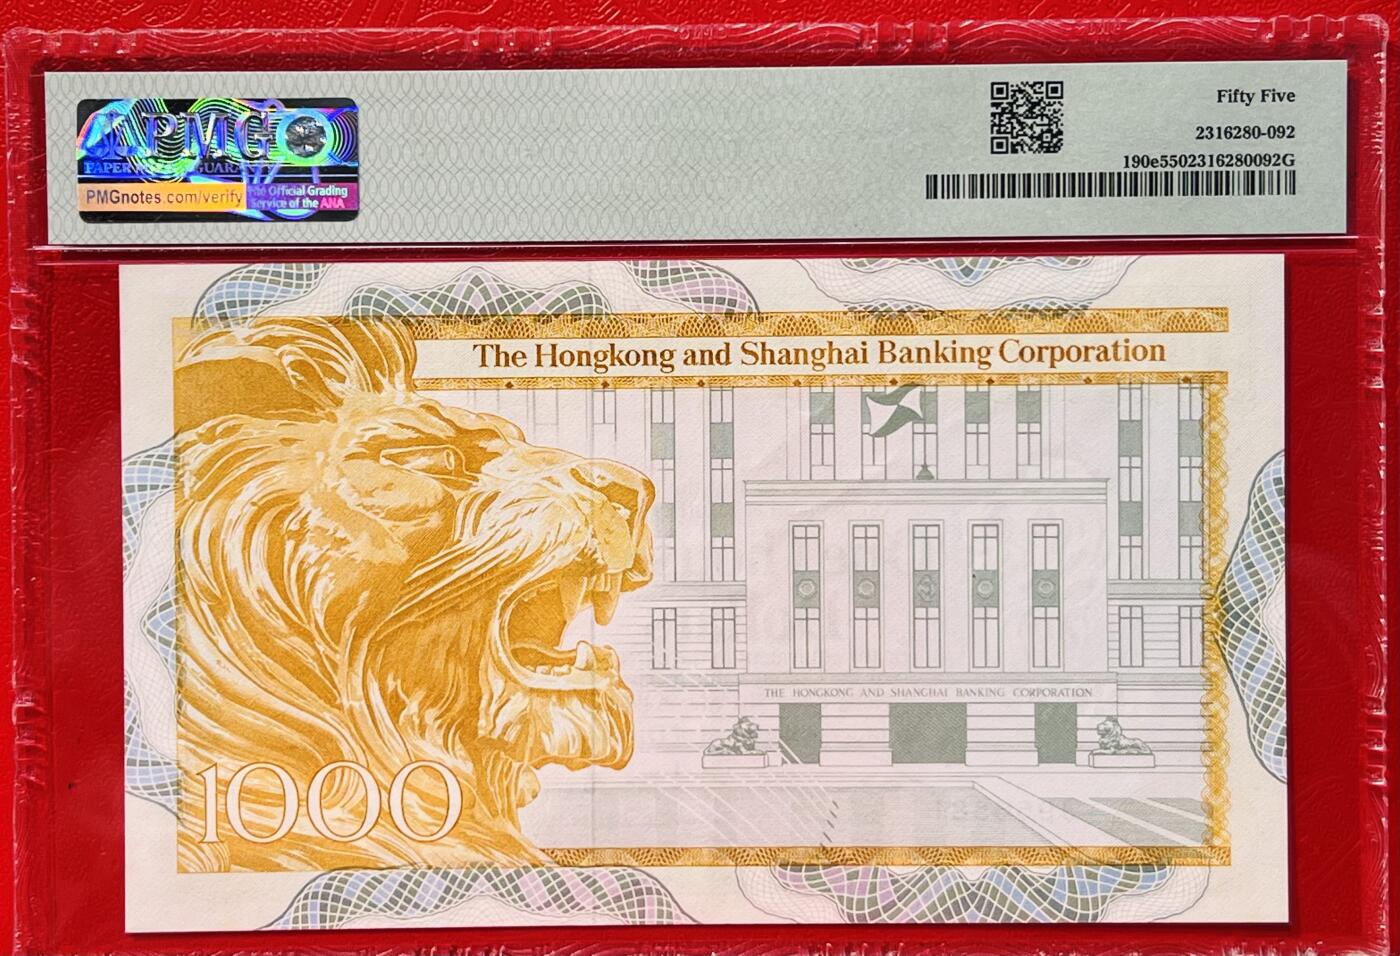 PMG
PMGnotes.com/verify
The Official Grading
Service of the ANA
Fifty Five
2316280-092
190e5502316280092G
The Hongkong and Shanghai Banking Corporation
THE HONGKONG AND SHANGHAI BANKING CORPORATION
1000